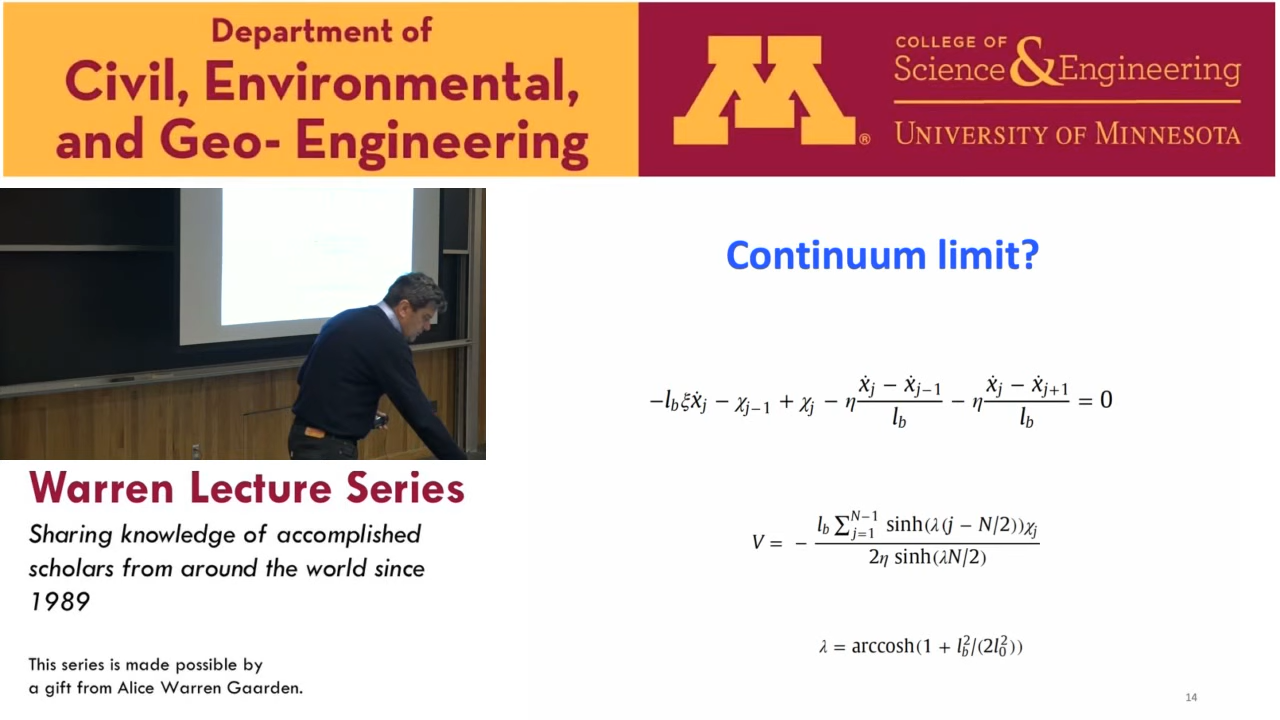 Department of
Civil, Environmental,
and Geo- Engineering
M®
COLLEGE OF
Science & Engineering
UNIVERSITY OF MINNESOTA
Continuum limit?
−l_b ξẋ_j − χ_{j−1} + χ_j − η (ẋ_j − ẋ_{j−1})/l_b − η (ẋ_j − ẋ_{j+1})/l_b = 0
V = − (l_b ∑_{j=1}^{N−1} sinh(λ(j − N/2))χ_j)/(2η sinh(λN/2))
λ = arccosh(1 + l_b^2/(2l_0^2))
14
Warren Lecture Series
Sharing knowledge of accomplished
scholars from around the world since
1989
This series is made possible by
a gift from Alice Warren Gaarden.